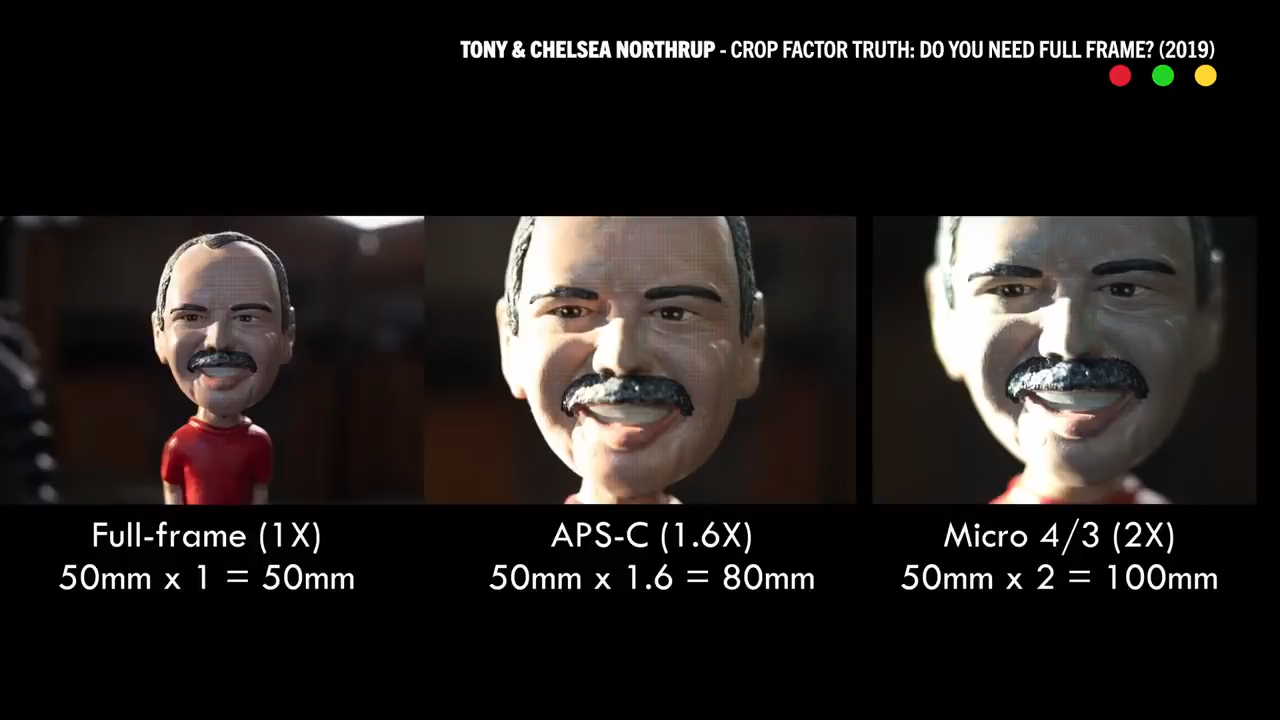 TONY & CHELSEA NORTHRUP - CROP FACTOR TRUTH: DO YOU NEED FULL FRAME? (2019)
Full-frame (1X)
50mm x 1 = 50mm
APS-C (1.6X)
50mm x 1.6 = 80mm
Micro 4/3 (2X)
50mm x 2 = 100mm